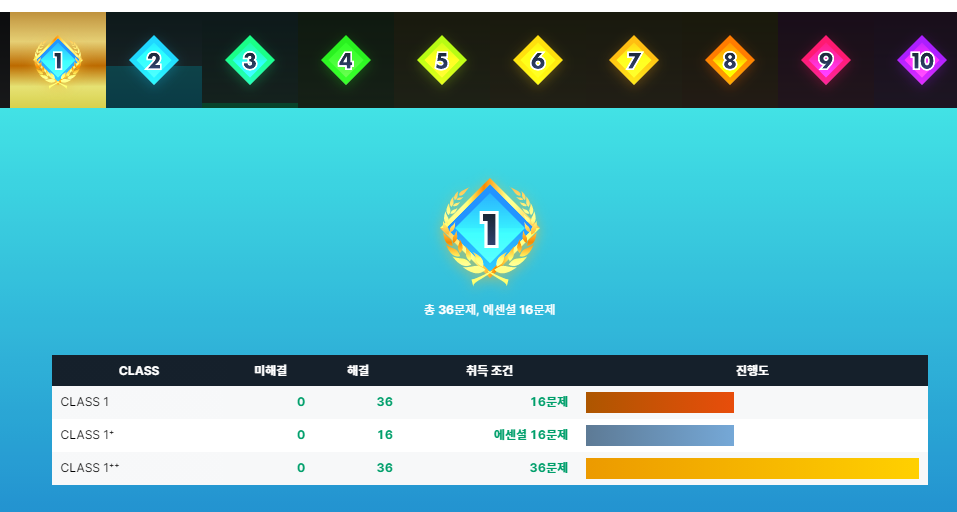 1 2 3 4 5 6 7 8 9 10
1
총 36문제, 에센셜 16문제
CLASS 미해결 해결 취득 조건 진행도
CLASS 1 0 36 16문제
CLASS 1+ 0 16 에센셜 16문제
CLASS 1++ 0 36 36문제